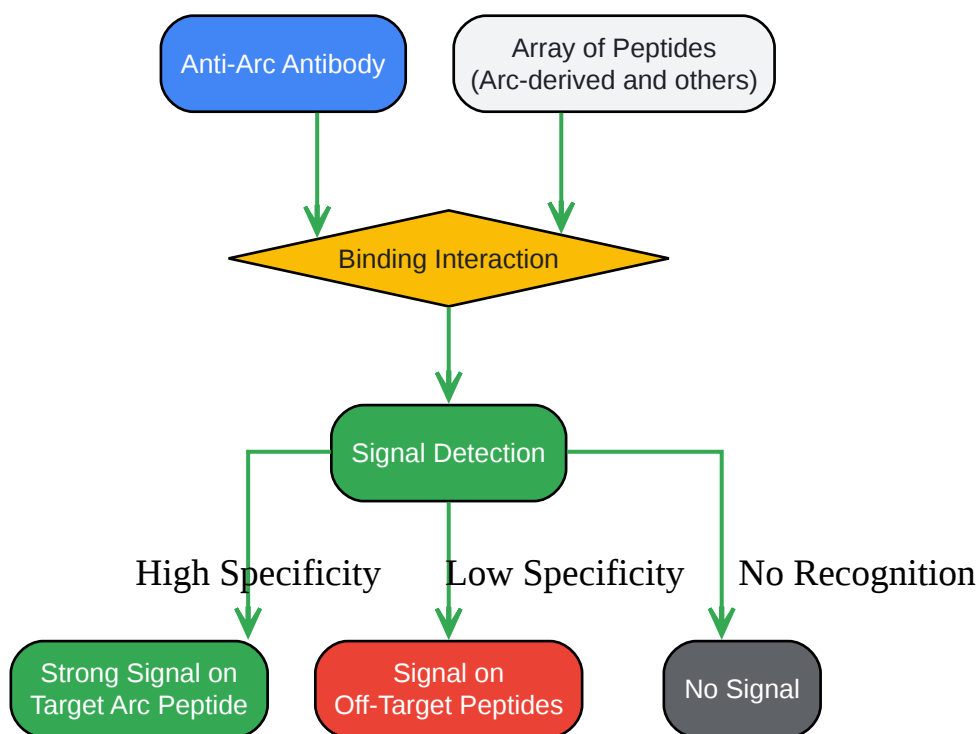 Anti-Arc Antibody
Array of Peptides
(Arc-derived and others)
Binding Interaction
Signal Detection
High Specificity
Low Specificity
No Recognition
Strong Signal on
Target Arc Peptide
Signal on
Off-Target Peptides
No Signal